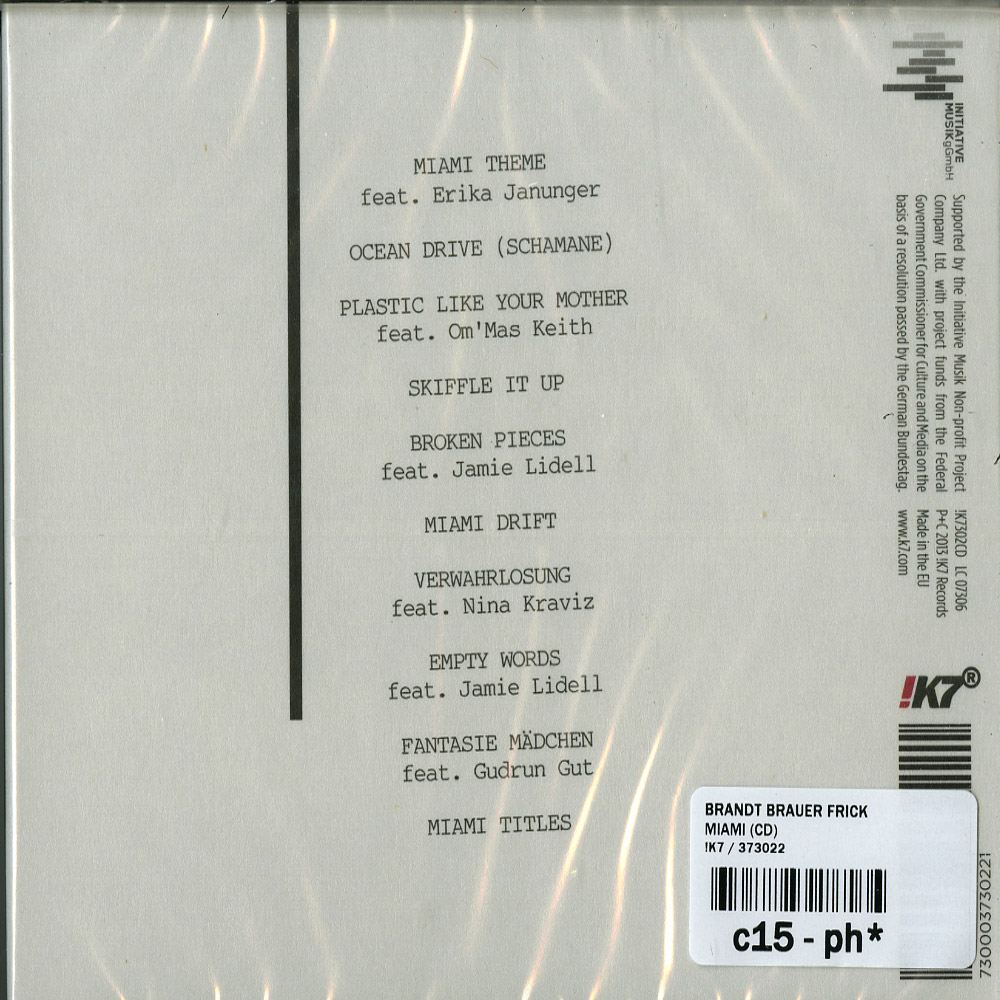 MIAMI THEME
feat. Erika Janunger
OCEAN DRIVE (SCHAMANE)
PLASTIC LIKE YOUR MOTHER
feat. Om'Mas Keith
SKIFFLE IT UP
BROKEN PIECES
feat. Jamie Lidell
MIAMI DRIFT
VERWAHRLOSUNG
feat. Nina Kraviz
EMPTY WORDS
feat. Jamie Lidell
FANTASIE MÄDCHEN
feat. Gudrun Gut
MIAMI TITLES
INITIATIVE
MUSIKgGmbH
Supported by the Initiative Musik Non-profit Project
Company Ltd. with project funds from the Federal
Government Commissioner for Culture and Media on the
basis of a resolution passed by the German Bundestag.
!K7302CD LC 07306
P+C 2013 !K7 Records
Made in the EU
www.k7.com
!K7®
BRANDT BRAUER FRICK
MIAMI (CD)
!K7 / 373022
c15 - ph*
730003730221